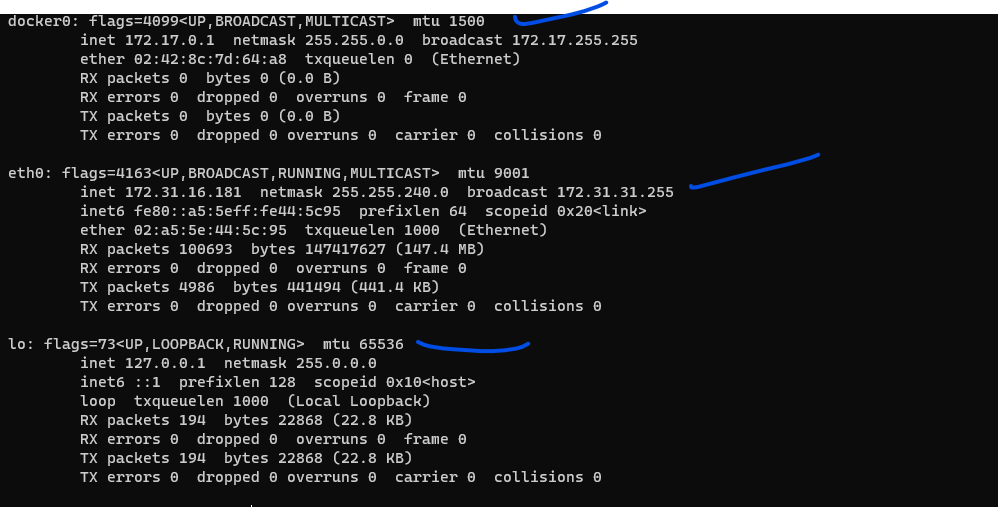 docker0: flags=4099<UP,BROADCAST,MULTICAST>  mtu 1500
        inet 172.17.0.1  netmask 255.255.0.0  broadcast 172.17.255.255
        ether 02:42:8c:7d:64:a8  txqueuelen 0  (Ethernet)
        RX packets 0  bytes 0 (0.0 B)
        RX errors 0  dropped 0  overruns 0  frame 0
        TX packets 0  bytes 0 (0.0 B)
        TX errors 0  dropped 0 overruns 0  carrier 0  collisions 0

eth0: flags=4163<UP,BROADCAST,RUNNING,MULTICAST>  mtu 9001
        inet 172.31.16.181  netmask 255.255.240.0  broadcast 172.31.31.255
        inet6 fe80::a5:5eff:fe44:5c95  prefixlen 64  scopeid 0x20<link>
        ether 02:a5:5e:44:5c:95  txqueuelen 1000  (Ethernet)
        RX packets 100693  bytes 147417627 (147.4 MB)
        RX errors 0  dropped 0  overruns 0  frame 0
        TX packets 4986  bytes 441494 (441.4 KB)
        TX errors 0  dropped 0 overruns 0  carrier 0  collisions 0

lo: flags=73<UP,LOOPBACK,RUNNING>  mtu 65536
        inet 127.0.0.1  netmask 255.0.0.0
        inet6 ::1  prefixlen 128  scopeid 0x10<host>
        loop  txqueuelen 1000  (Local Loopback)
        RX packets 194  bytes 22868 (22.8 KB)
        RX errors 0  dropped 0  overruns 0  frame 0
        TX packets 194  bytes 22868 (22.8 KB)
        TX errors 0  dropped 0 overruns 0  carrier 0  collisions 0